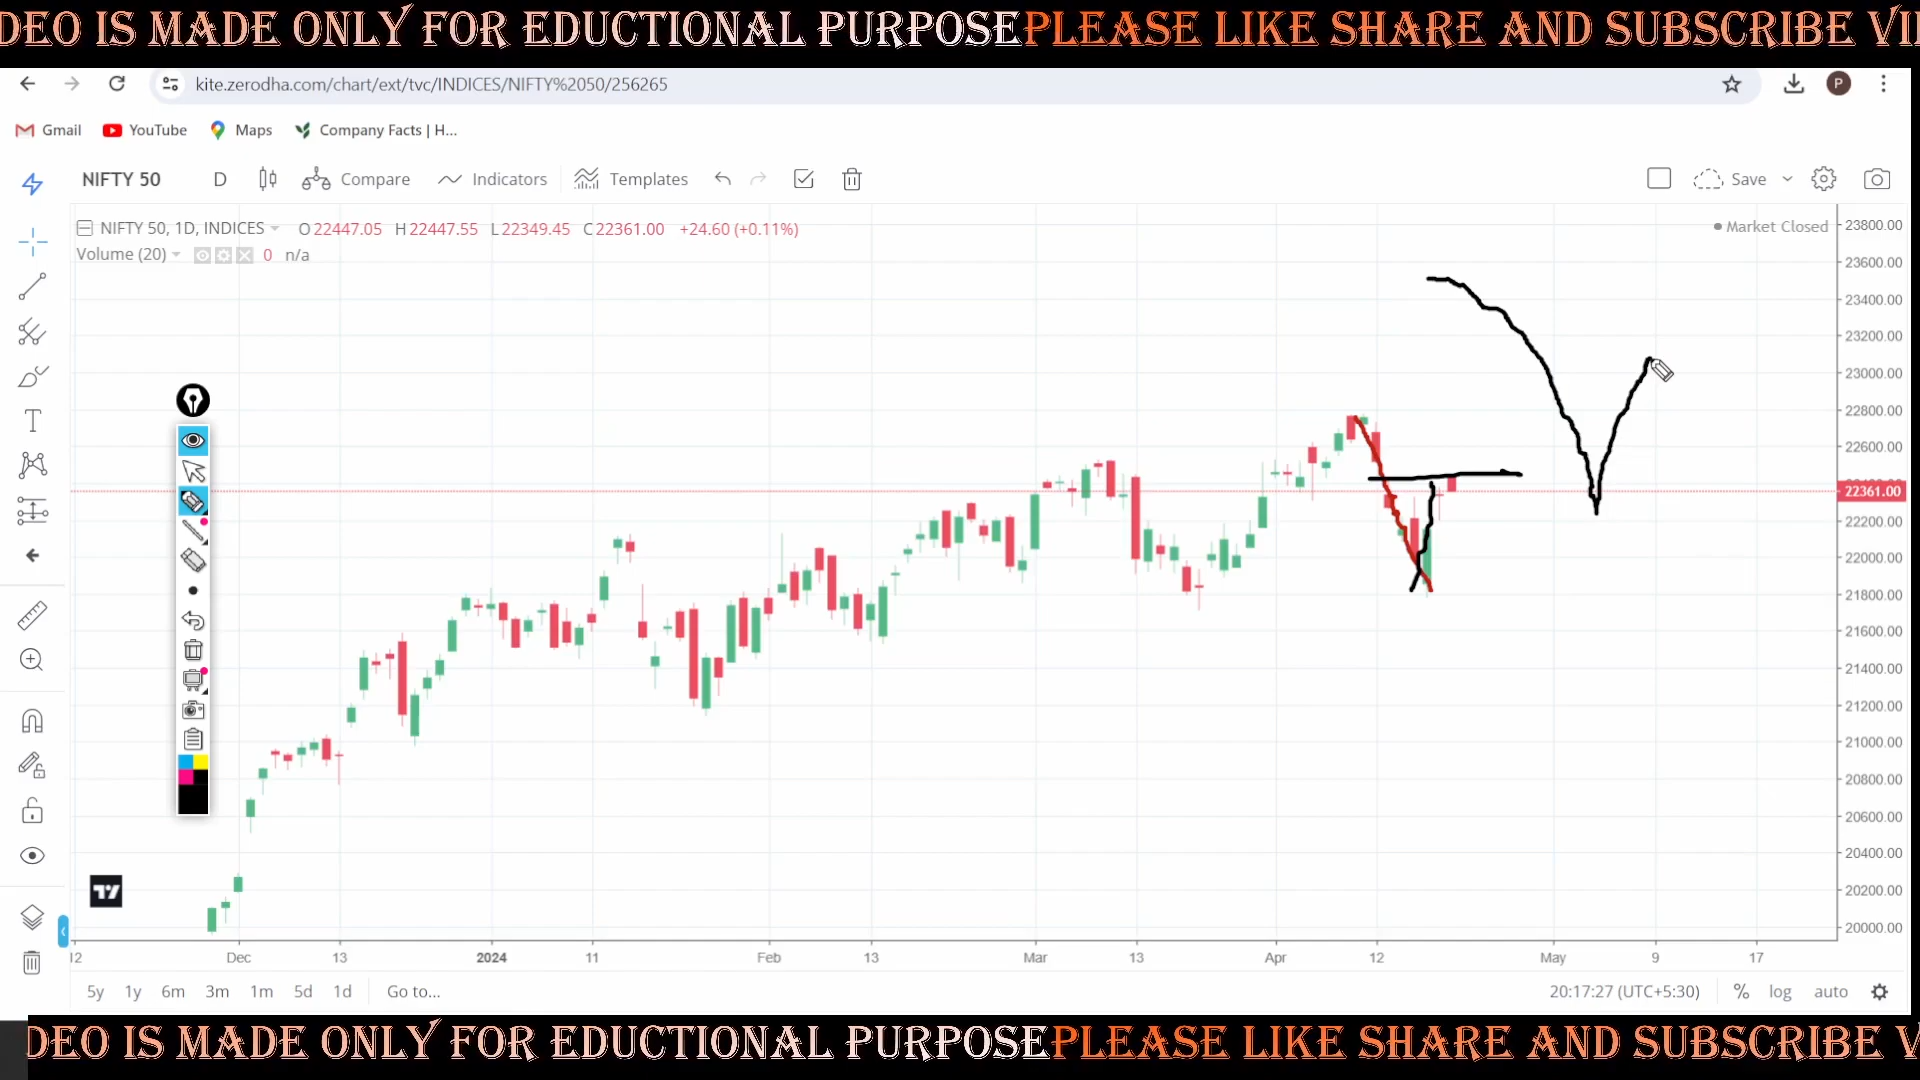 DEO IS MADE ONLY FOR EDUCTIONAL PURPOSEPLEASE LIKE SHARE AND SUBSCRIBE VI
kite.zerodha.com/chart/ext/tvc/INDICES/NIFTY%2050/256265
P
Gmail YouTube Maps Company Facts | H...
NIFTY 50 D Compare Indicators Templates Save
NIFTY 50, 1D, INDICES O22447.05 H22447.55 L22349.45 C22361.00 +24.60 (+0.11%)
Market Closed
Volume (20) 0 n/a
23800.00
23600.00
23400.00
23200.00
23000.00
22800.00
22600.00
22361.00
22200.00
22000.00
21800.00
21600.00
21400.00
21200.00
21000.00
20800.00
20600.00
20400.00
20200.00
20000.00
12 Dec 13 2024 11 Feb 13 Mar 13 Apr 12 May 9 17
5y 1y 6m 3m 1m 5d 1d Go to... 20:17:27 (UTC+5:30) % log auto
DEO IS MADE ONLY FOR EDUCTIONAL PURPOSEPLEASE LIKE SHARE AND SUBSCRIBE V